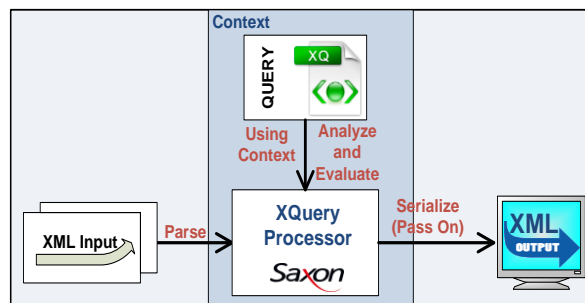 Context
QUERY
XQ
Using
Context
Analyze
and
Evaluate
XML Input
Parse
XQuery
Processor
Saxon
Serialize
(Pass On)
XML
OUTPUT